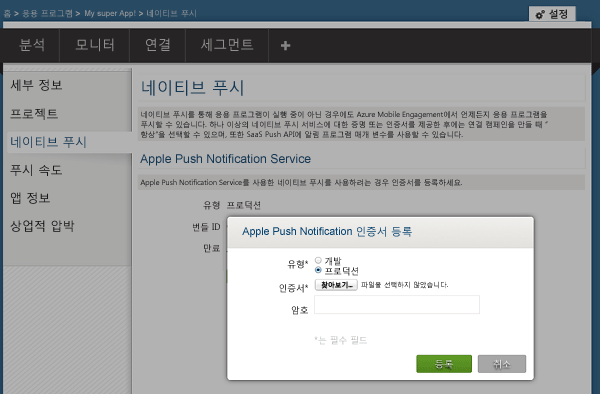 홈 > 응용 프로그램 > My super App! > 네이티브 푸시
설정
분석 모니터 연결 세그먼트 +
세부 정보
프로젝트
네이티브 푸시
푸시 속도
앱 정보
상업적 압박
네이티브 푸시
네이티브 푸시를 통해 응용 프로그램이 실행 중이 아닌 경우에도 Azure Mobile Engagement에서 언제든지 응용 프로그램을
푸시할 수 있습니다. 하나 이상의 네이티브 푸시 서비스에 대한 증명 또는 인증서를 제공한 후에는 연결 캠페인을 만들 때 "
항상"을 선택할 수 있으며, 또한 SaaS Push API에 알림 프로그램 매개 변수를 사용할 수 있습니다.
Apple Push Notification Service
Apple Push Notification Service를 사용한 네이티브 푸시를 사용하려는 경우 인증서를 등록하세요.
유형 프로덕션
번들 ID
만료
Apple Push Notification 인증서 등록
유형* 개발
프로덕션
인증서* 찾아보기... 파일을 선택하지 않았습니다.
암호
*는 필수 필드
등록 취소